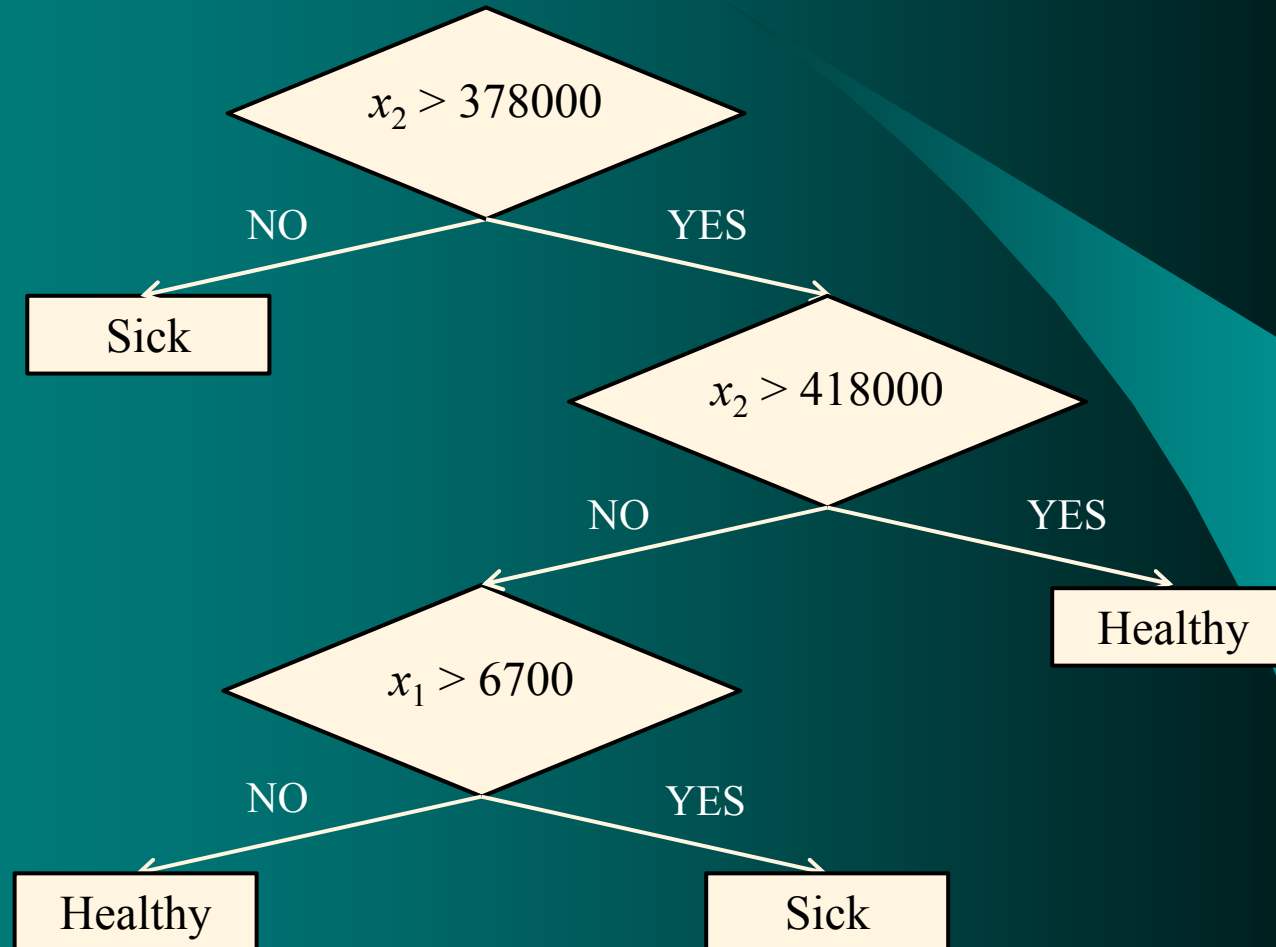 x₂ > 378000
NO
YES
Sick
x₂ > 418000
NO
YES
Healthy
x₁ > 6700
NO
YES
Healthy
Sick